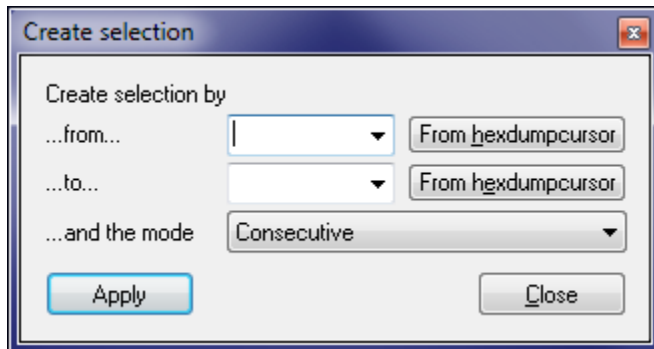 Create selection
Create selection by
...from... From hexdumpcursor
...to... From hexdumpcursor
...and the mode Consecutive
Apply Close